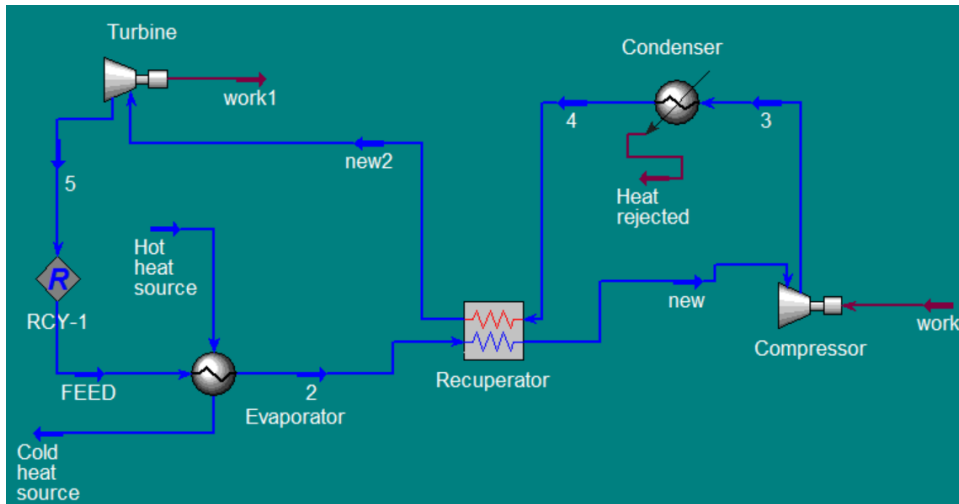 Turbine
Condenser
work1
4
3
new2
5
Heat
rejected
Hot
heat
source
new
R
RCY-1
work
Compressor
Recuperator
FEED
2
Evaporator
Cold
heat
source